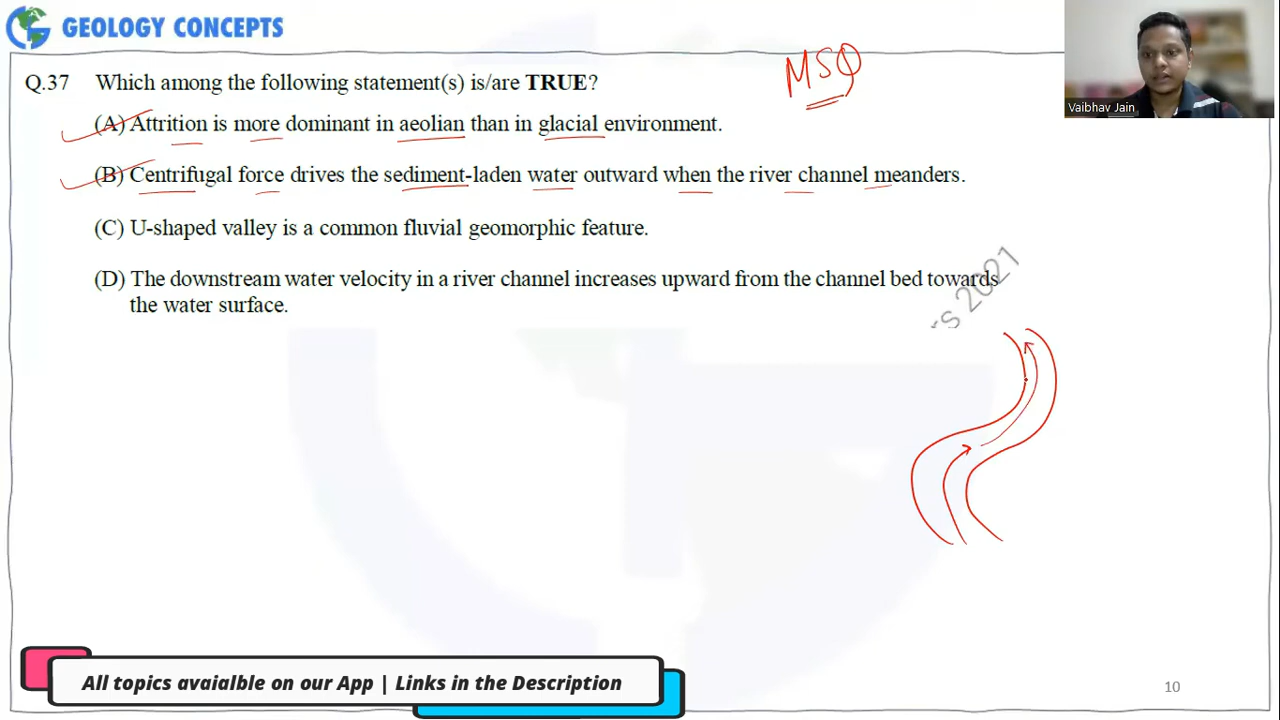 GEOLOGY CONCEPTS
MSQ
Vaibhav Jain
Q.37 Which among the following statement(s) is/are TRUE?
(A) Attrition is more dominant in aeolian than in glacial environment.
(B) Centrifugal force drives the sediment-laden water outward when the river channel meanders.
(C) U-shaped valley is a common fluvial geomorphic feature.
(D) The downstream water velocity in a river channel increases upward from the channel bed towards
the water surface.
2021
All topics avaialble on our App | Links in the Description
10